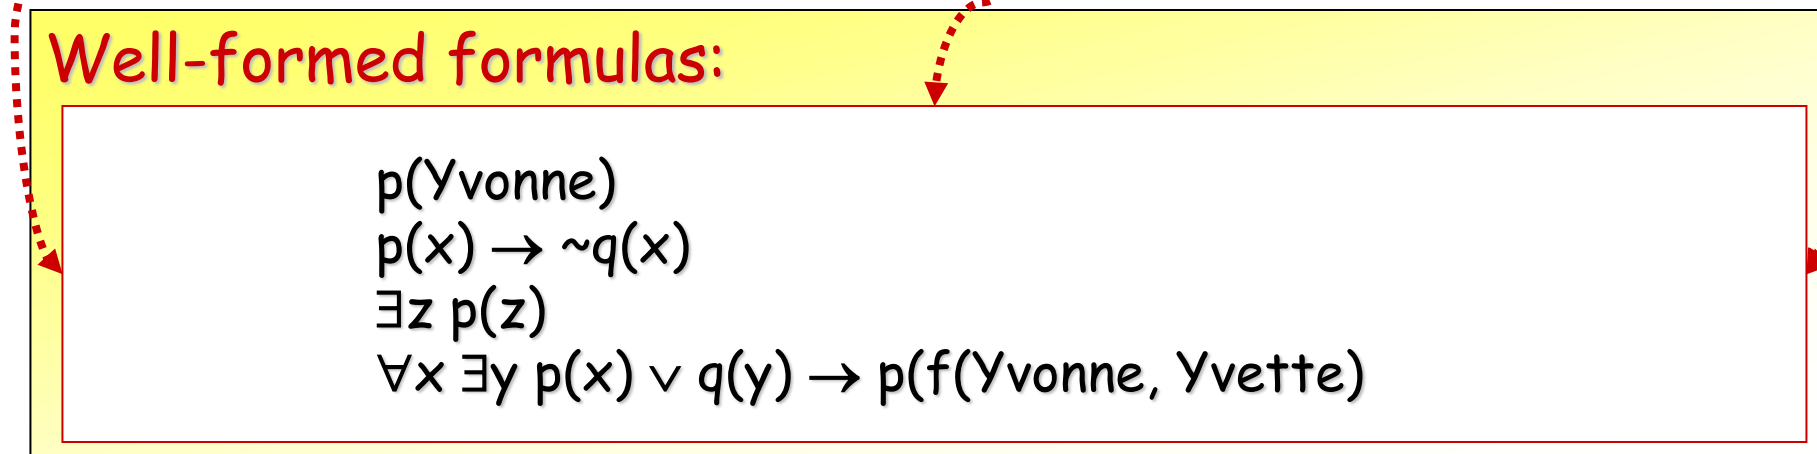 Well-formed formulas:
p(Yvonne)
p(x) → ~q(x)
∃z p(z)
∀x ∃y p(x) ∨ q(y) → p(f(Yvonne, Yvette)